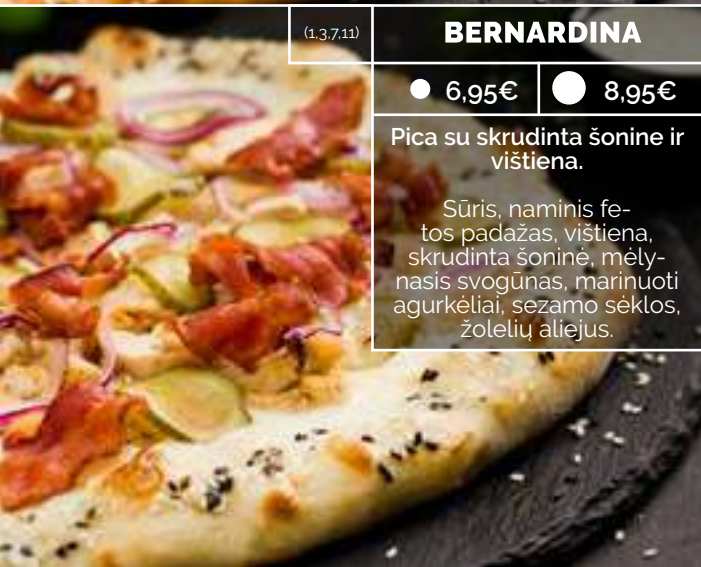 (1,3,7,11)
BERNARDINA
6,95€ 8,95€
Pica su skrudinta šonine ir
vištiena.
Sūris, naminis fe-
tos padažas, vištiena,
skrudinta šoninė, mėly-
nasis svogūnas, marinuoti
agurkėliai, sezamo sėklos,
žolelių aliejus.